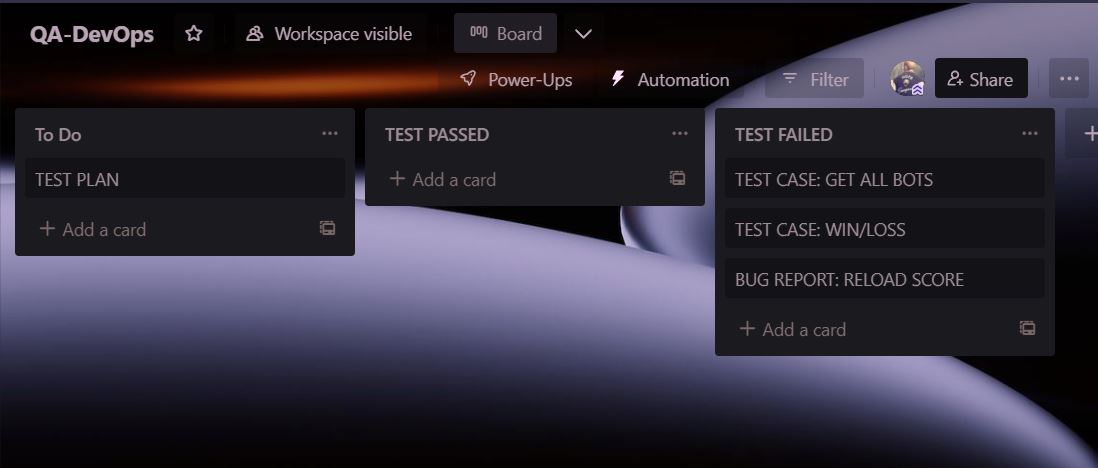 QA-DevOps
Workspace visible
Board
Power-Ups
Automation
Filter
Share
To Do
TEST PLAN
Add a card
TEST PASSED
Add a card
TEST FAILED
TEST CASE: GET ALL BOTS
TEST CASE: WIN/LOSS
BUG REPORT: RELOAD SCORE
Add a card